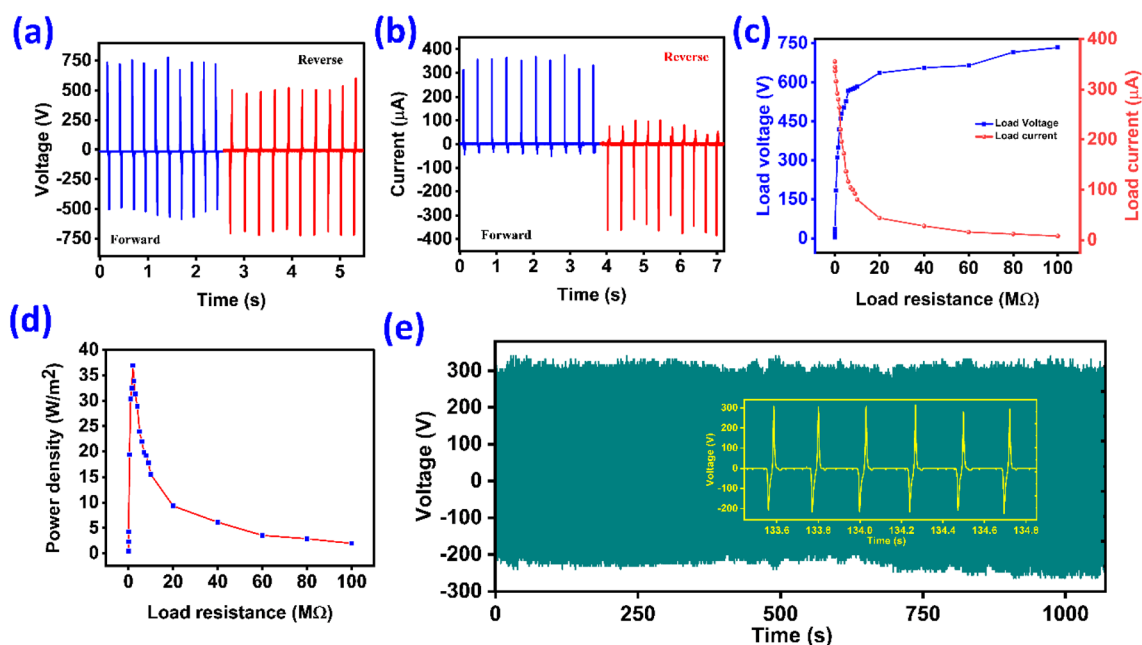 (a)
750
500
250
0
-250
-500
-750
Voltage (V)
Reverse
Forward
0 1 2 3 4 5
Time (s)
(b)
400
300
200
100
0
-100
-200
-300
-400
Current (µA)
Reverse
Forward
0 1 2 3 4 5 6 7
Time (s)
(c)
750
600
450
300
150
0
Load voltage (V)
Load Voltage
Load current
400
300
200
100
0
Load current (µA)
0 20 40 60 80 100
Load resistance (MΩ)
(d)
40
35
30
25
20
15
10
5
0
Power density (W/m2)
0 20 40 60 80 100
Load resistance (MΩ)
(e)
300
200
100
0
-100
-200
-300
Voltage (V)
300
200
100
0
-100
-200
Voltage (V)
133.6 133.8 134.0 134.2 134.4 134.6 134.8
Time (s)
0 250 500 750 1000
Time (s)